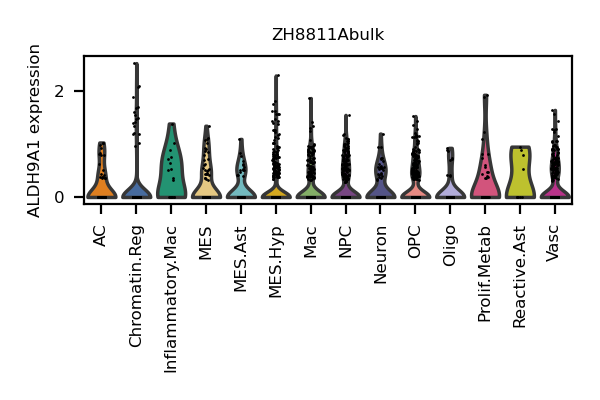 ZH8811Abulk
ALDH9A1 expression
2
0
AC
Chromatin.Reg
Inflammatory.Mac
MES
MES.Ast
MES.Hyp
Mac
NPC
Neuron
OPC
Oligo
Prolif.Metab
Reactive.Ast
Vasc